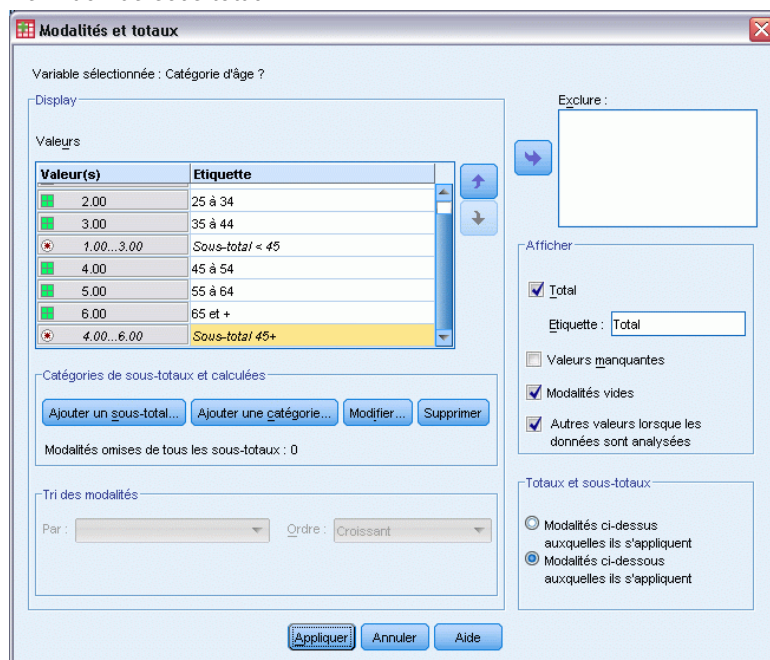 Modalités et totaux
Variable sélectionnée : Catégorie d'âge ?
Display
Valeurs
Valeur(s) Etiquette
2.00 25 à 34
3.00 35 à 44
1.00...3.00 Sous-total < 45
4.00 45 à 54
5.00 55 à 64
6.00 65 et +
4.00...6.00 Sous-total 45+
Catégories de sous-totaux et calculées
Ajouter un sous-total... Ajouter une catégorie... Modifier... Supprimer
Modalités omises de tous les sous-totaux : 0
Tri des modalités
Par : Ordre : Croissant
Exclure :
Afficher
Total
Etiquette : Total
Valeurs manquantes
Modalités vides
Autres valeurs lorsque les
données sont analysées
Totaux et sous-totaux
Modalités ci-dessus
auxquelles ils s'appliquent
Modalités ci-dessous
auxquelles ils s'appliquent
Appliquer Annuler Aide